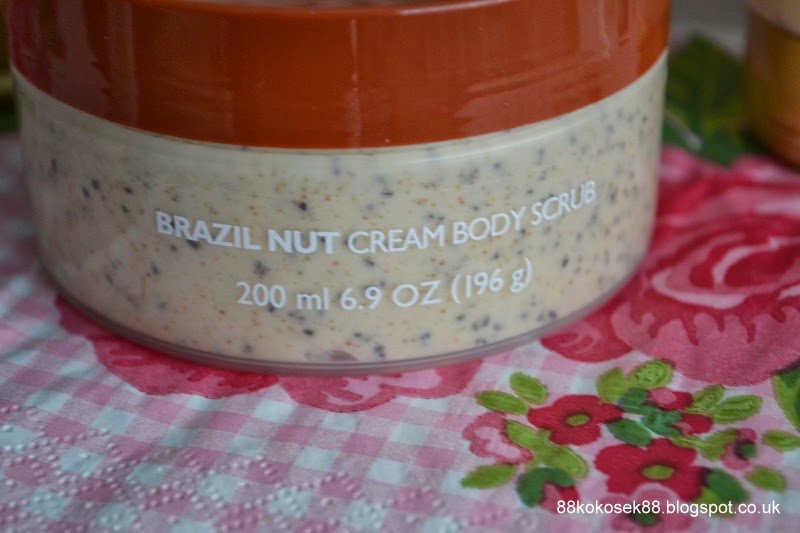 BRAZIL NUT CREAM BODY SCRUB
200 ml 6.9 OZ (196 g)
88kokosek88.blogspot.co.uk